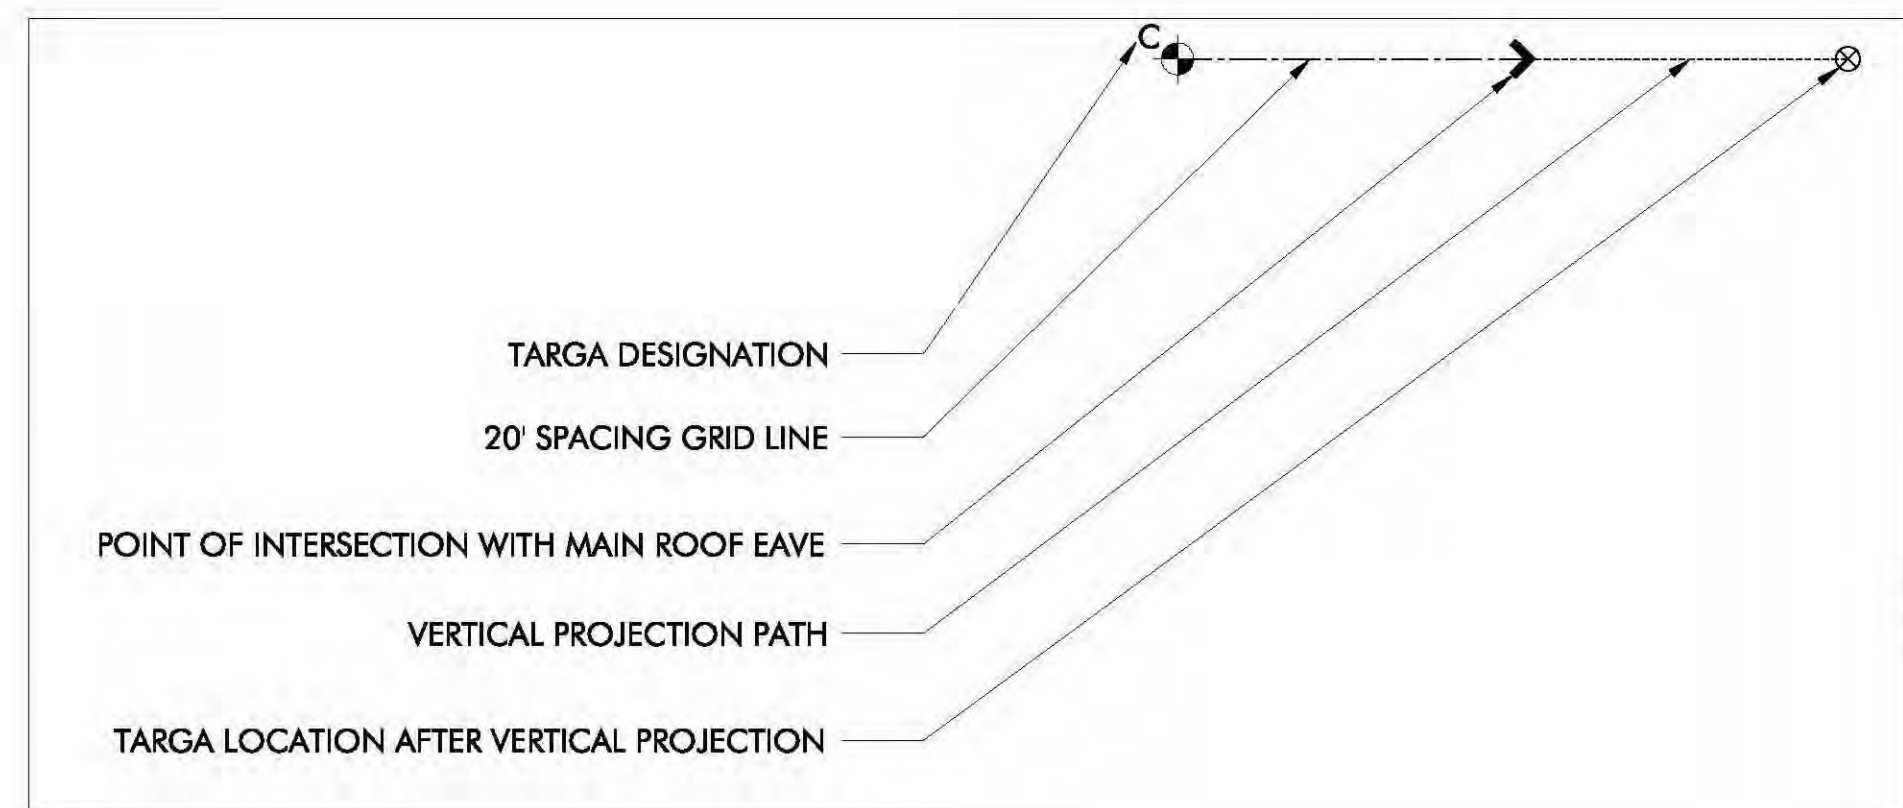 C
TARGA DESIGNATION
20' SPACING GRID LINE
POINT OF INTERSECTION WITH MAIN ROOF EAVE
VERTICAL PROJECTION PATH
TARGA LOCATION AFTER VERTICAL PROJECTION